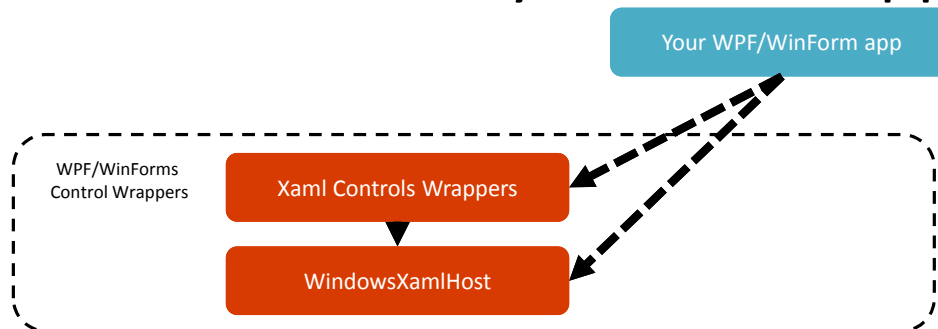 Your WPF/WinForm app
WPF/WinForms
Control Wrappers
Xaml Controls Wrappers
WindowsXamlHost